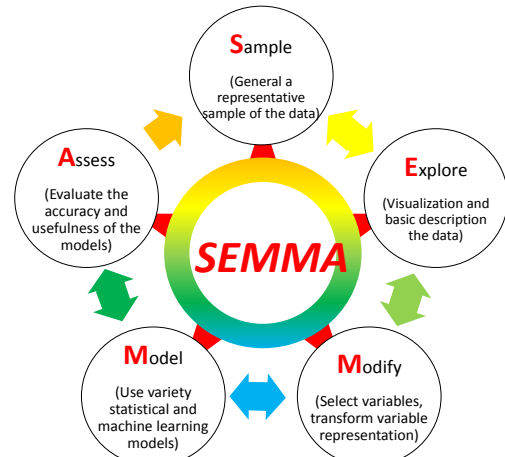 Sample
(General a
representative
sample of the data)
Explore
(Visualization and
basic description
the data)
Modify
(Select variables,
transform variable
representation)
Model
(Use variety
statistical and
machine learning
models)
Assess
(Evaluate the
accuracy and
usefulness of the
models)
SEMMA